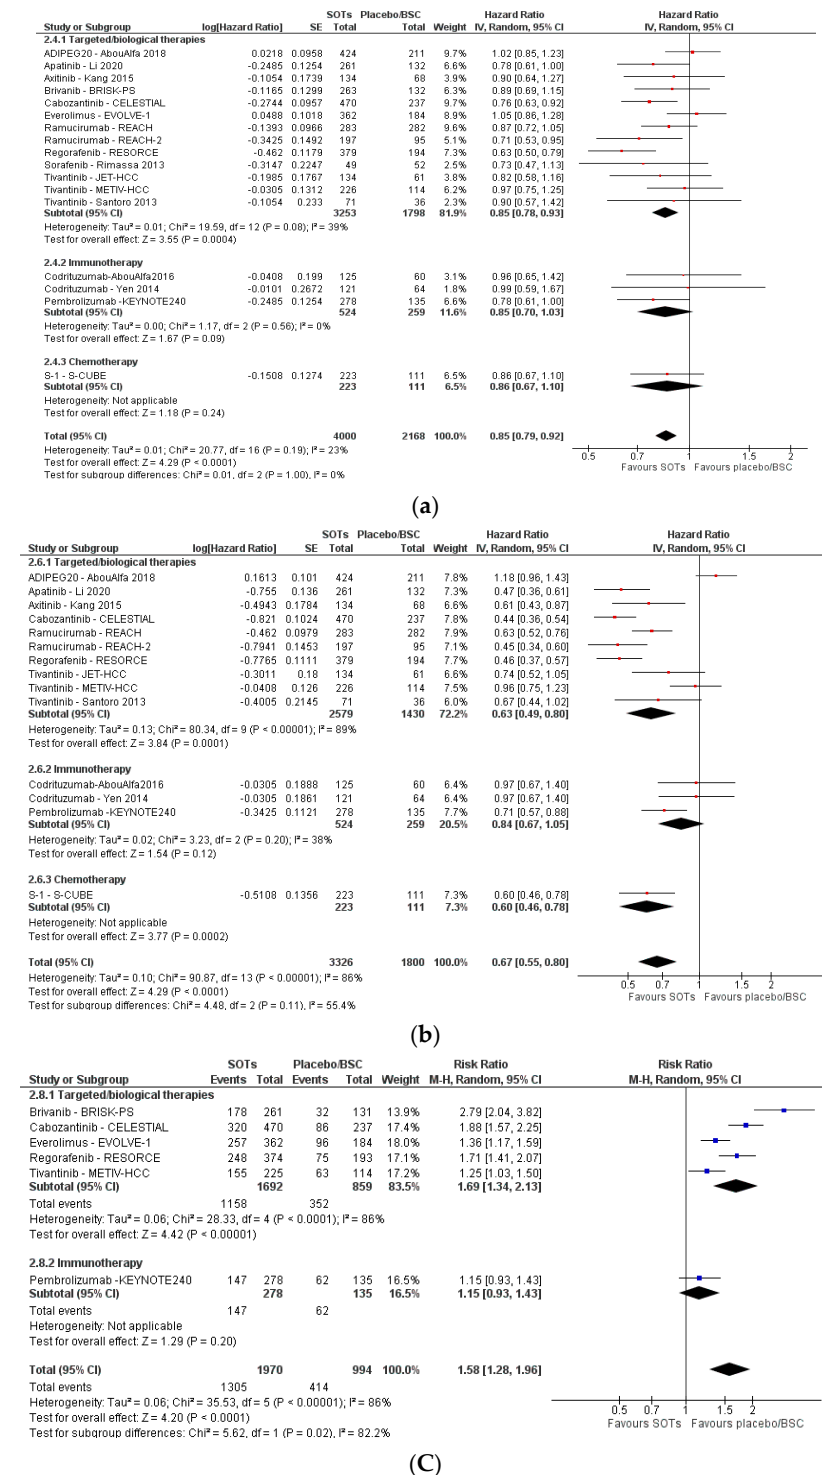 SOTs Placebo/BSC Hazard Ratio Hazard Ratio
Study or Subgroup log[Hazard Ratio] SE Total Total Weight IV, Random, 95% CI IV, Random, 95% CI
2.4.1 Targeted/biological therapies
ADIPEG20 - AbouAlfa 2018 0.0218 0.0958 424 211 9.7% 1.02 [0.85, 1.23]
Apatinib - Li 2020 -0.2485 0.1254 261 132 6.6% 0.78 [0.61, 1.00]
Axitinib - Kang 2015 -0.1054 0.1739 134 68 3.9% 0.90 [0.64, 1.27]
Brivanib - BRISK-PS -0.1165 0.1299 263 132 6.3% 0.89 [0.69, 1.15]
Cabozantinib - CELESTIAL -0.2744 0.0957 470 237 9.7% 0.76 [0.63, 0.92]
Everolimus - EVOLVE-1 0.0488 0.1018 362 184 9.0% 1.05 [0.86, 1.28]
Ramucirumab - REACH -0.1393 0.0966 283 282 9.6% 0.87 [0.72, 1.05]
Ramucirumab - REACH-2 -0.3425 0.1492 197 95 5.0% 0.71 [0.53, 0.95]
Regorafenib - RESORCE -0.462 0.1179 379 194 7.3% 0.63 [0.50, 0.79]
Sorafenib - Rimassa 2013 -0.3147 0.2247 49 52 2.5% 0.73 [0.47, 1.13]
Tivantinib - JET-HCC -0.1985 0.1767 134 61 3.8% 0.82 [0.58, 1.16]
Tivantinib - METIV-HCC -0.0305 0.1312 226 114 6.2% 0.97 [0.75, 1.25]
Tivantinib - Santoro 2013 -0.1054 0.233 71 36 2.3% 0.90 [0.57, 1.42]
Subtotal (95% CI) 3253 1798 81.9% 0.85 [0.78, 0.93]
Heterogeneity: Tau² = 0.01; Chi² = 19.59, df = 12 (P = 0.08); I² = 39%
Test for overall effect: Z = 3.55 (P = 0.0004)
2.4.2 Immunotherapy
Codrituzumab-AbouAlfa2016 -0.0408 0.199 125 60 3.1% 0.96 [0.65, 1.42]
Codrituzumab - Yen 2014 -0.0101 0.2672 121 64 1.8% 0.99 [0.59, 1.67]
Pembrolizumab -KEYNOTE240 -0.2485 0.1254 278 135 6.6% 0.78 [0.61, 1.00]
Subtotal (95% CI) 524 259 11.6% 0.85 [0.70, 1.03]
Heterogeneity: Tau² = 0.00; Chi² = 1.17, df = 2 (P = 0.56); I² = 0%
Test for overall effect: Z = 1.67 (P = 0.09)
2.4.3 Chemotherapy
S-1 - S-CUBE -0.1508 0.1274 223 111 6.5% 0.86 [0.67, 1.10]
Subtotal (95% CI) 223 111 6.5% 0.86 [0.67, 1.10]
Heterogeneity: Not applicable
Test for overall effect: Z = 1.18 (P = 0.24)
Total (95% CI) 4000 2168 100.0% 0.85 [0.79, 0.92]
Heterogeneity: Tau² = 0.01; Chi² = 20.77, df = 16 (P = 0.19); I² = 23%
Test for overall effect: Z = 4.29 (P < 0.0001)
Test for subgroup differences: Chi² = 0.01, df = 2 (P = 1.00), I² = 0%
0.5 0.7 1 1.5 2
Favours SOTs Favours placebo/BSC
(a)
SOTs Placebo/BSC Hazard Ratio Hazard Ratio
Study or Subgroup log[Hazard Ratio] SE Total Total Weight IV, Random, 95% CI IV, Random, 95% CI
2.6.1 Targeted/biological therapies
ADIPEG20 - AbouAlfa 2018 0.1613 0.101 424 211 7.8% 1.18 [0.96, 1.43]
Apatinib - Li 2020 -0.755 0.136 261 132 7.3% 0.47 [0.36, 0.61]
Axitinib - Kang 2015 -0.4943 0.1784 134 68 6.6% 0.61 [0.43, 0.87]
Cabozantinib - CELESTIAL -0.821 0.1024 470 237 7.8% 0.44 [0.36, 0.54]
Ramucirumab - REACH -0.462 0.0979 283 282 7.9% 0.63 [0.52, 0.76]
Ramucirumab - REACH-2 -0.7941 0.1453 197 95 7.2% 0.45 [0.34, 0.60]
Regorafenib - RESORCE -0.7765 0.1111 379 194 7.7% 0.46 [0.37, 0.57]
Tivantinib - JET-HCC -0.3011 0.18 134 61 6.6% 0.74 [0.52, 1.05]
Tivantinib - METIV-HCC -0.0408 0.126 226 114 7.5% 0.96 [0.75, 1.23]
Tivantinib - Santoro 2013 -0.4005 0.2145 71 36 5.9% 0.67 [0.44, 1.02]
Subtotal (95% CI) 2579 1430 72.2% 0.63 [0.49, 0.80]
Heterogeneity: Tau² = 0.13; Chi² = 80.34, df = 9 (P < 0.00001); I² = 89%
Test for overall effect: Z = 3.84 (P = 0.0001)
2.6.2 Immunotherapy
Codrituzumab-AbouAlfa2016 -0.0305 0.1888 125 60 6.4% 0.97 [0.67, 1.40]
Codrituzumab - Yen 2014 -0.0305 0.1861 121 64 6.4% 0.97 [0.67, 1.40]
Pembrolizumab -KEYNOTE240 -0.3425 0.1121 278 135 7.7% 0.71 [0.57, 0.88]
Subtotal (95% CI) 524 259 20.5% 0.84 [0.67, 1.05]
Heterogeneity: Tau² = 0.02; Chi² = 3.23, df = 2 (P = 0.20); I² = 38%
Test for overall effect: Z = 1.54 (P = 0.12)
2.6.3 Chemotherapy
S-1 - S-CUBE -0.5108 0.1356 223 111 7.3% 0.60 [0.46, 0.78]
Subtotal (95% CI) 223 111 7.3% 0.60 [0.46, 0.78]
Heterogeneity: Not applicable
Test for overall effect: Z = 3.77 (P = 0.0002)
Total (95% CI) 3326 1800 100.0% 0.67 [0.55, 0.80]
Heterogeneity: Tau² = 0.10; Chi² = 90.87, df = 13 (P < 0.00001); I² = 86%
Test for overall effect: Z = 4.29 (P < 0.0001)
Test for subgroup differences: Chi² = 4.48, df = 2 (P = 0.11), I² = 55.4%
0.5 0.7 1 1.5 2
Favours SOTs Favours placebo/BSC
(b)
SOTs Placebo/BSC Risk Ratio Risk Ratio
Study or Subgroup Events Total Events Total Weight M-H, Random, 95% CI M-H, Random, 95% CI
2.8.1 Targeted/biological therapies
Brivanib - BRISK-PS 178 261 32 131 13.9% 2.79 [2.04, 3.82]
Cabozantinib - CELESTIAL 320 470 86 237 17.4% 1.88 [1.57, 2.25]
Everolimus - EVOLVE-1 257 362 96 184 18.0% 1.36 [1.17, 1.59]
Regorafenib - RESORCE 248 374 75 193 17.0% 1.71 [1.41, 2.07]
Tivantinib - METIV-HCC 155 225 63 114 17.2% 1.25 [1.03, 1.50]
Subtotal (95% CI) 1692 859 83.5% 1.69 [1.34, 2.13]
Total events 1158 352
Heterogeneity: Tau² = 0.06; Chi² = 28.33, df = 4 (P < 0.0001); I² = 86%
Test for overall effect: Z = 4.42 (P < 0.00001)
2.8.2 Immunotherapy
Pembrolizumab -KEYNOTE240 147 278 62 135 16.5% 1.15 [0.93, 1.43]
Subtotal (95% CI) 278 135 16.5% 1.15 [0.93, 1.43]
Total events 147 62
Heterogeneity: Not applicable
Test for overall effect: Z = 1.29 (P = 0.20)
Total (95% CI) 1970 994 100.0% 1.58 [1.28, 1.96]
Total events 1305 414
Heterogeneity: Tau² = 0.06; Chi² = 35.53, df = 5 (P < 0.00001); I² = 86%
Test for overall effect: Z = 4.20 (P < 0.0001)
Test for subgroup differences: Chi² = 5.62, df = 1 (P = 0.02), I² = 82.2%
0.5 0.7 1 1.5 2
Favours SOTs Favours placebo/BSC
(C)